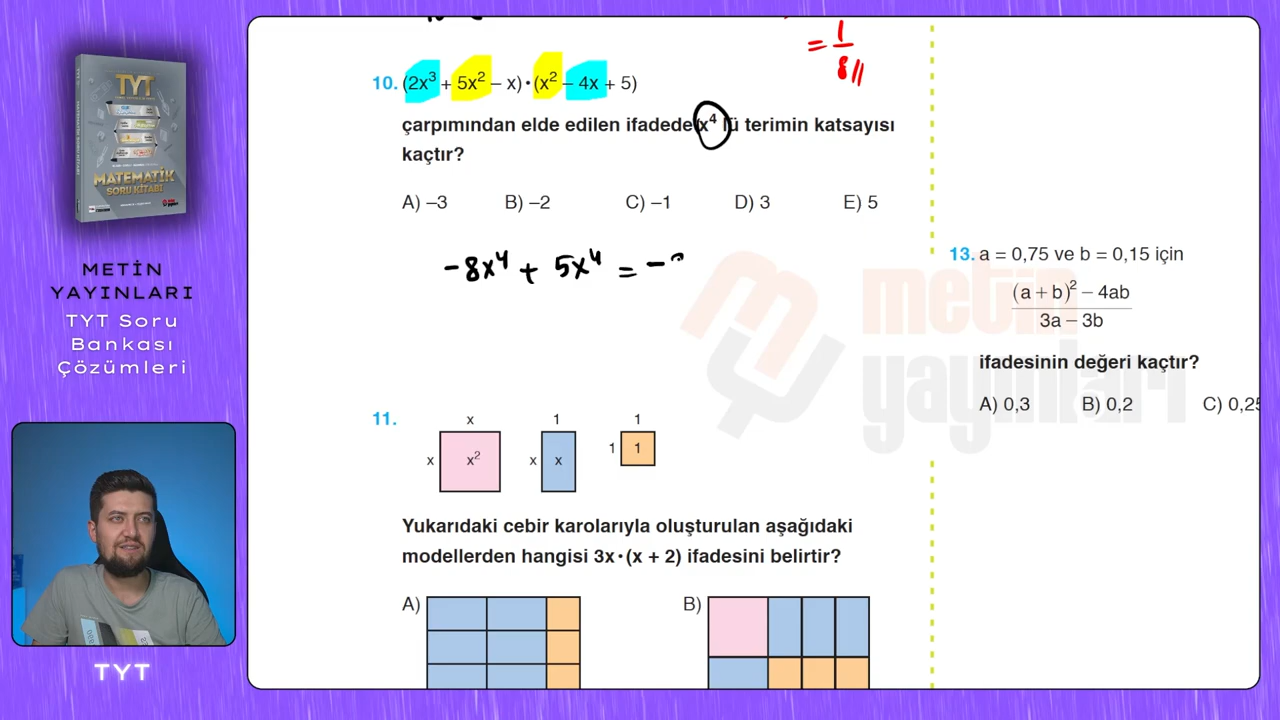 = 1/8 //
10. (2x³ + 5x² – x)·(x² – 4x + 5)
çarpımından elde edilen ifadede x⁴ lü terimin katsayısı
kaçtır?
A) –3 B) –2 C) –1 D) 3 E) 5
-8x⁴ + 5x⁴ = -
11.
x 1 1
x x² x x 1 1
Yukarıdaki cebir karolarıyla oluşturulan aşağıdaki
modellerden hangisi 3x·(x + 2) ifadesini belirtir?
A) B)
13. a = 0,75 ve b = 0,15 için
(a + b)² – 4ab
3a – 3b
ifadesinin değeri kaçtır?
A) 0,3 B) 0,2 C) 0,25
metin
yayınları
TYT
MATEMATİK
SORU KİTABI
METİN
YAYINLARI
TYT Soru
Bankası
Çözümleri
TYT